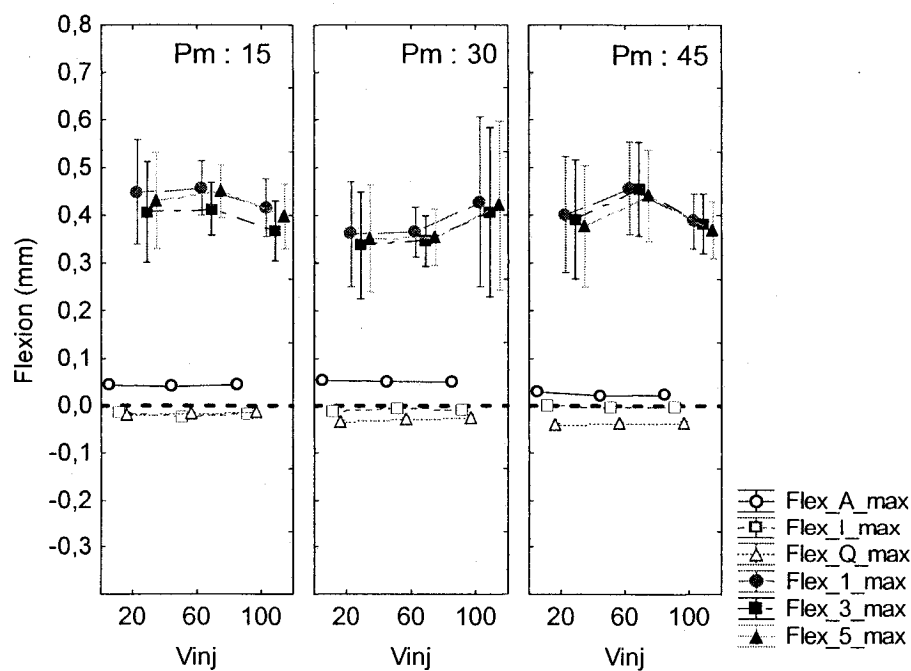 Pm : 15
Pm : 30
Pm : 45
Flexion (mm)
0,8
0,7
0,6
0,5
0,4
0,3
0,2
0,1
0,0
-0,1
-0,2
-0,3
20 60 100
20 60 100
20 60 100
Vinj
Vinj
Vinj
Flex_A_max
Flex_I_max
Flex_Q_max
Flex_1_max
Flex_3_max
Flex_5_max